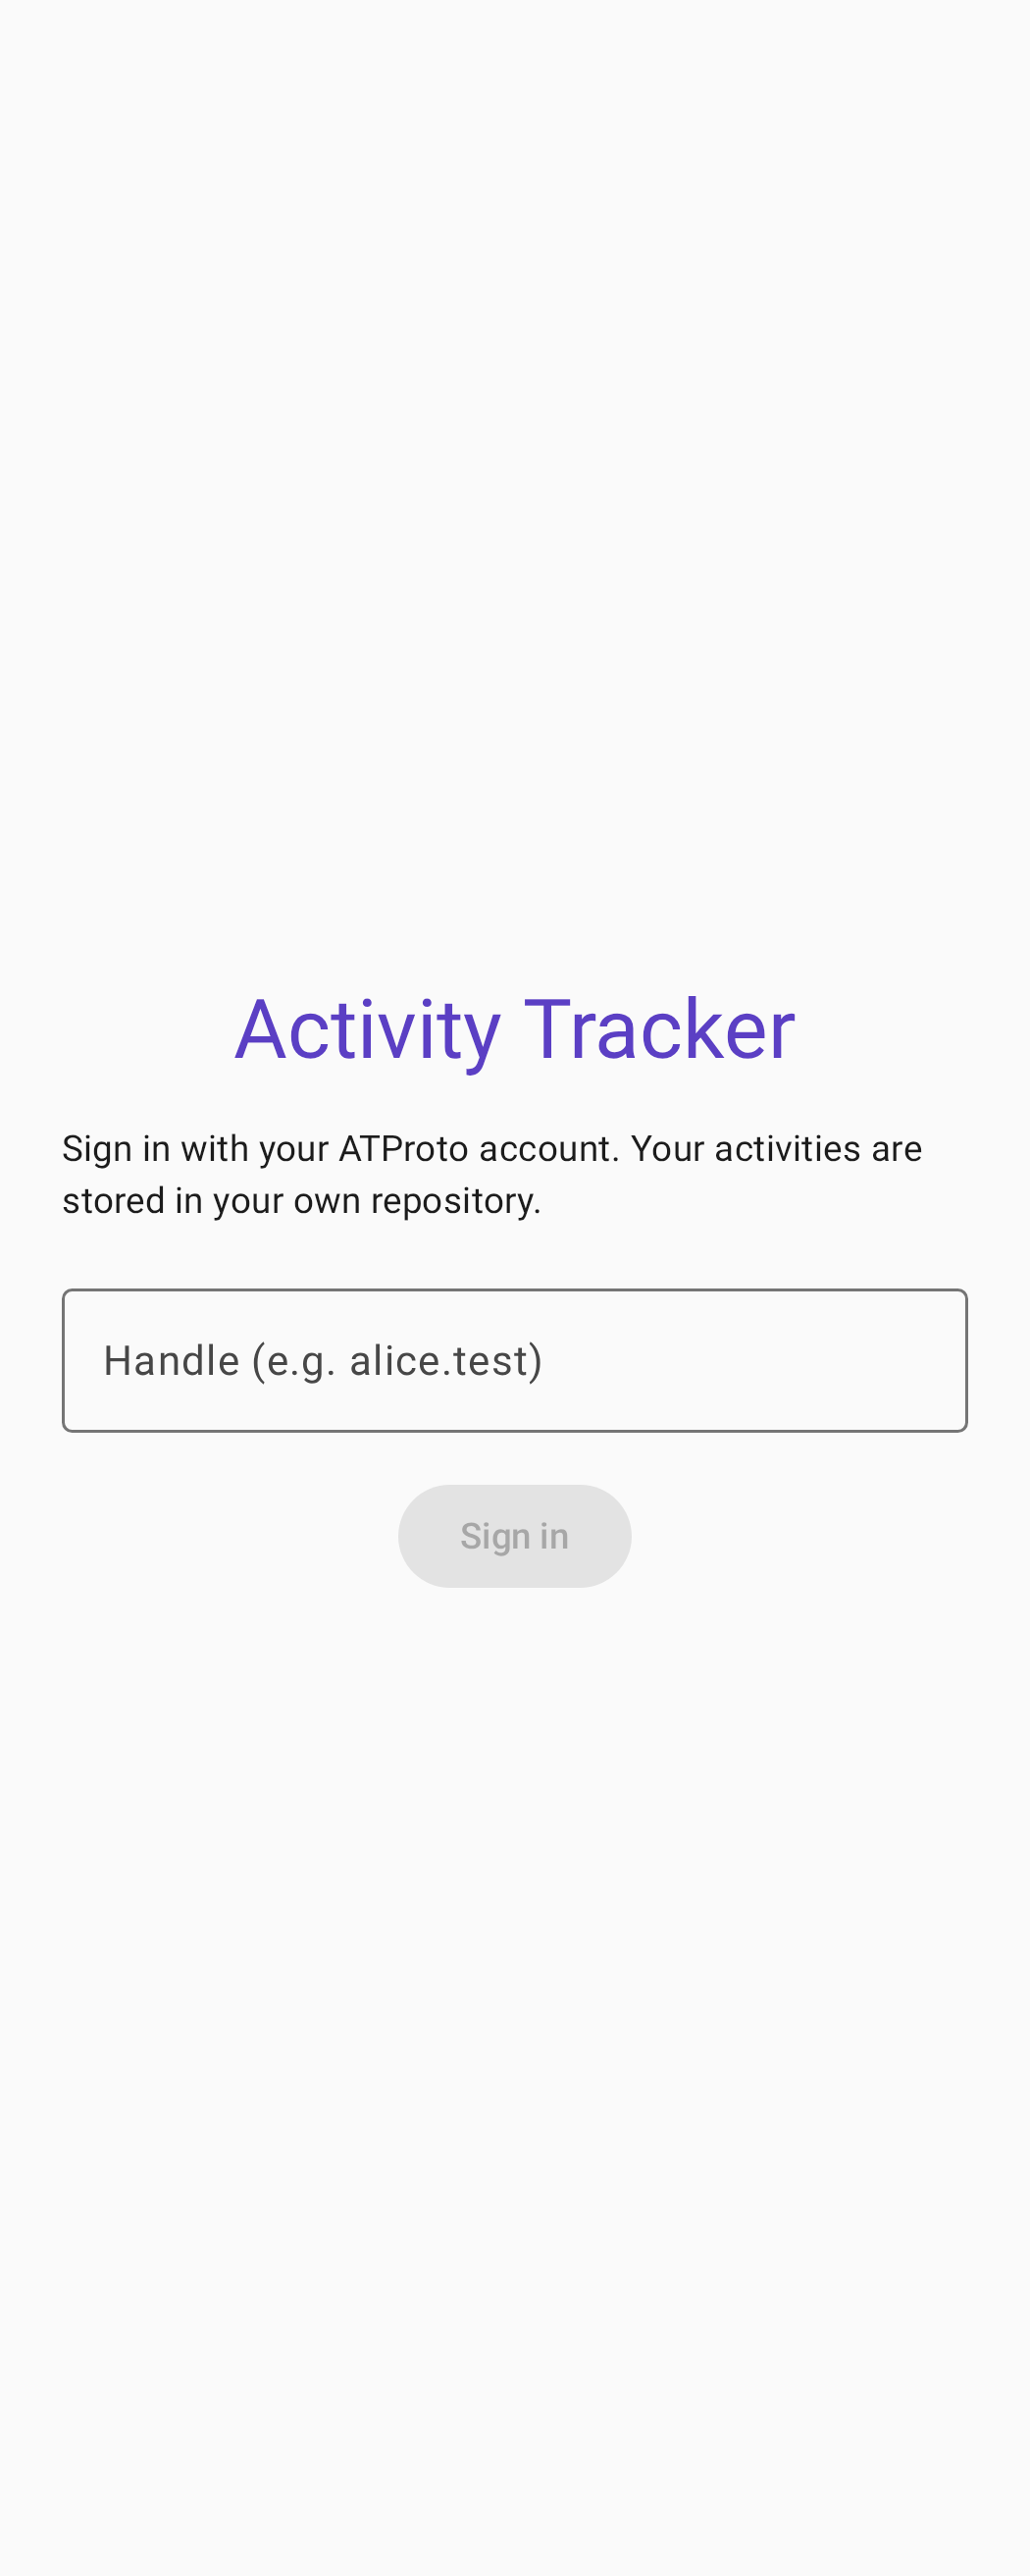 Activity Tracker
Sign in with your ATProto account. Your activities are
stored in your own repository.
Handle (e.g. alice.test)
Sign in